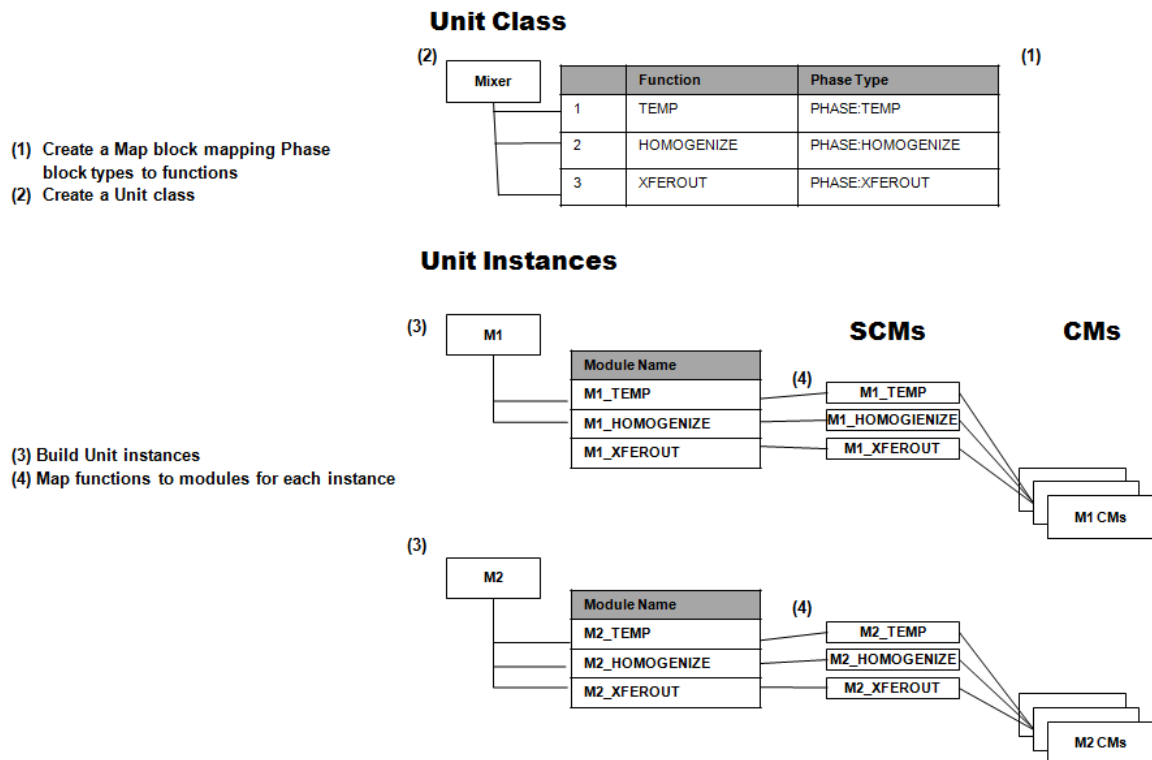 Unit Class
(2)
(1)
Mixer
Function Phase Type
1 TEMP PHASE:TEMP
2 HOMOGENIZE PHASE:HOMOGENIZE
3 XFEROUT PHASE:XFEROUT
(1) Create a Map block mapping Phase
block types to functions
(2) Create a Unit class
Unit Instances
(3)
M1
SCMs
CMs
Module Name
M1_TEMP
M1_HOMOGENIZE
M1_XFEROUT
(4)
M1_TEMP
M1_HOMOGIENIZE
M1_XFEROUT
M1 CMs
(3) Build Unit instances
(4) Map functions to modules for each instance
(3)
M2
Module Name
M2_TEMP
M2_HOMOGENIZE
M2_XFEROUT
(4)
M2_TEMP
M2_HOMOGENIZE
M2_XFEROUT
M2 CMs